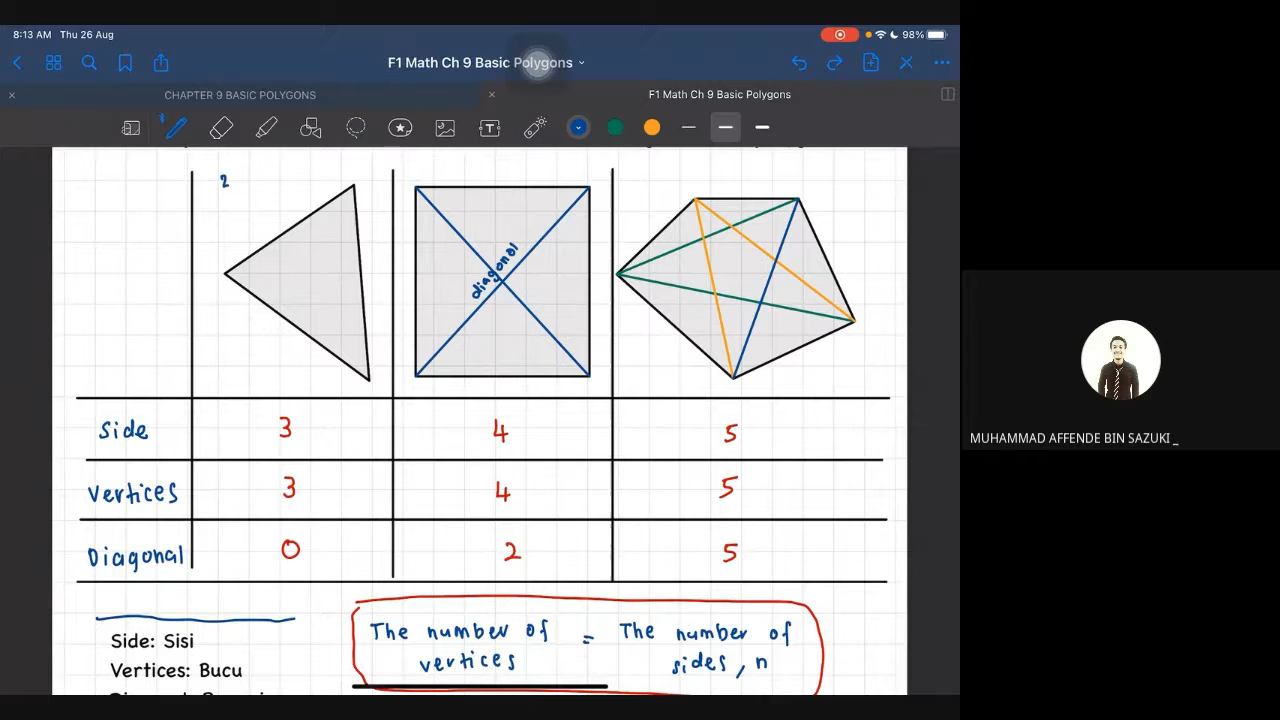 8:13 AM Thu 26 Aug
98%
F1 Math Ch 9 Basic Polygons
CHAPTER 9 BASIC POLYGONS
F1 Math Ch 9 Basic Polygons
2
diagonal
Side 3 4 5
vertices 3 4 5
Diagonal 0 2 5
The number of vertices = The number of sides, n
Side: Sisi
Vertices: Bucu
MUHAMMAD AFFENDE BIN SAZUKI _